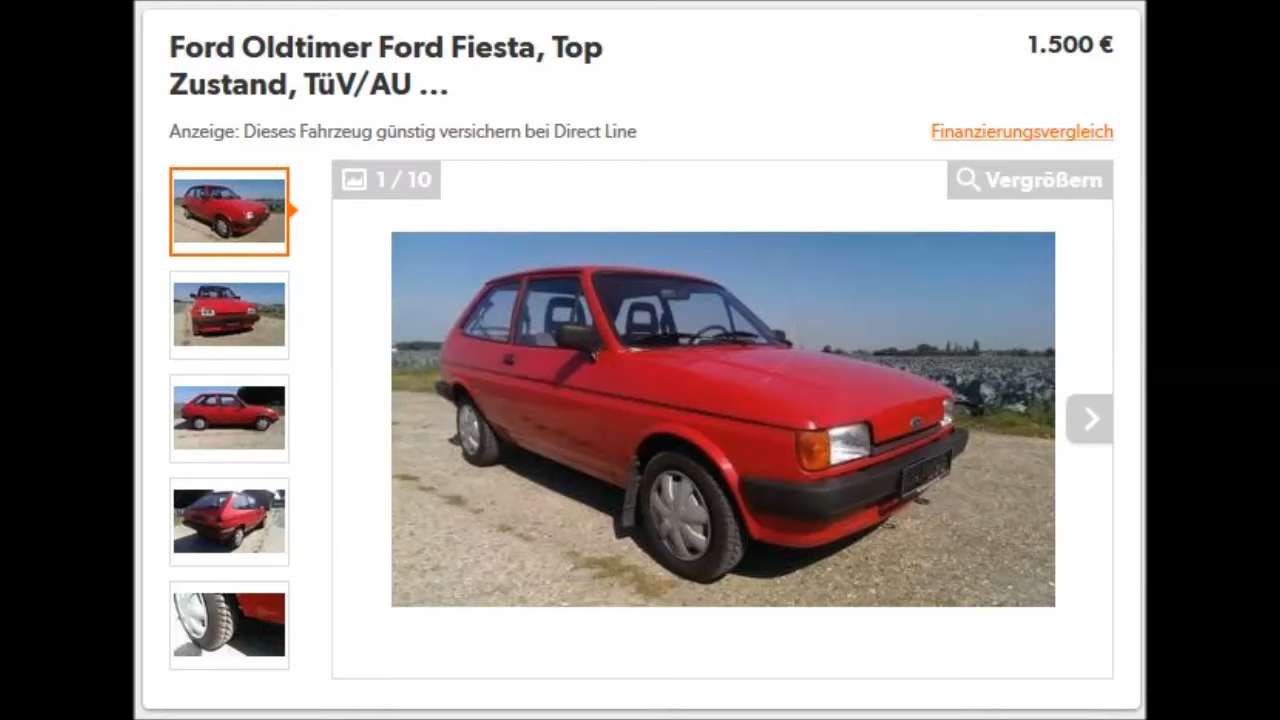 Ford Oldtimer Ford Fiesta, Top
Zustand, TüV/AU ...
1.500 €
Anzeige: Dieses Fahrzeug günstig versichern bei Direct Line
Finanzierungsvergleich
1 / 10
Vergrößern